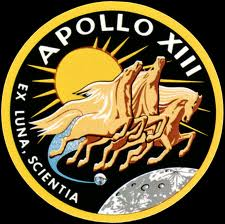 APOLLO XIII
EX LUNA, SCIENTIA